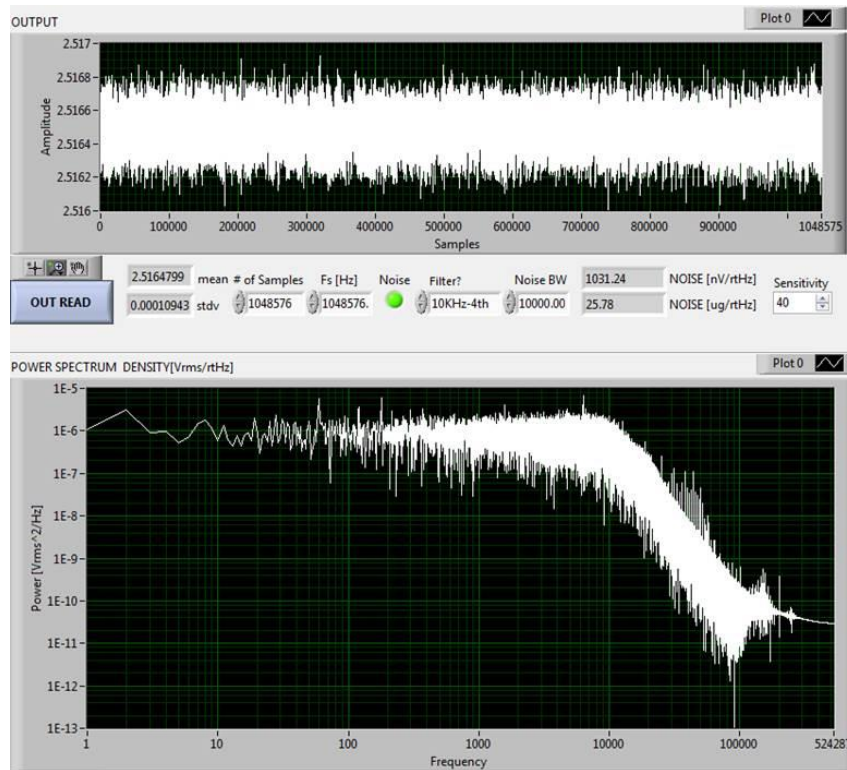 OUTPUT
Plot 0
Amplitude
2.517
2.5168
2.5166
2.5164
2.5162
2.516
0 100000 200000 300000 400000 500000 600000 700000 800000 900000 1048575
Samples
OUT READ
2.5164799 mean
0.00010943 stdv
# of Samples
1048576
Fs [Hz]
1048576.
Noise
Filter?
10KHz-4th
Noise BW
10000.00
1031.24 NOISE [nV/rtHz]
25.78 NOISE [ug/rtHz]
Sensitivity
40
POWER SPECTRUM DENSITY[Vrms/rtHz]
Plot 0
Power [Vrms^2/Hz]
1E-5
1E-6
1E-7
1E-8
1E-9
1E-10
1E-11
1E-12
1E-13
1 10 100 1000 10000 100000
Frequency